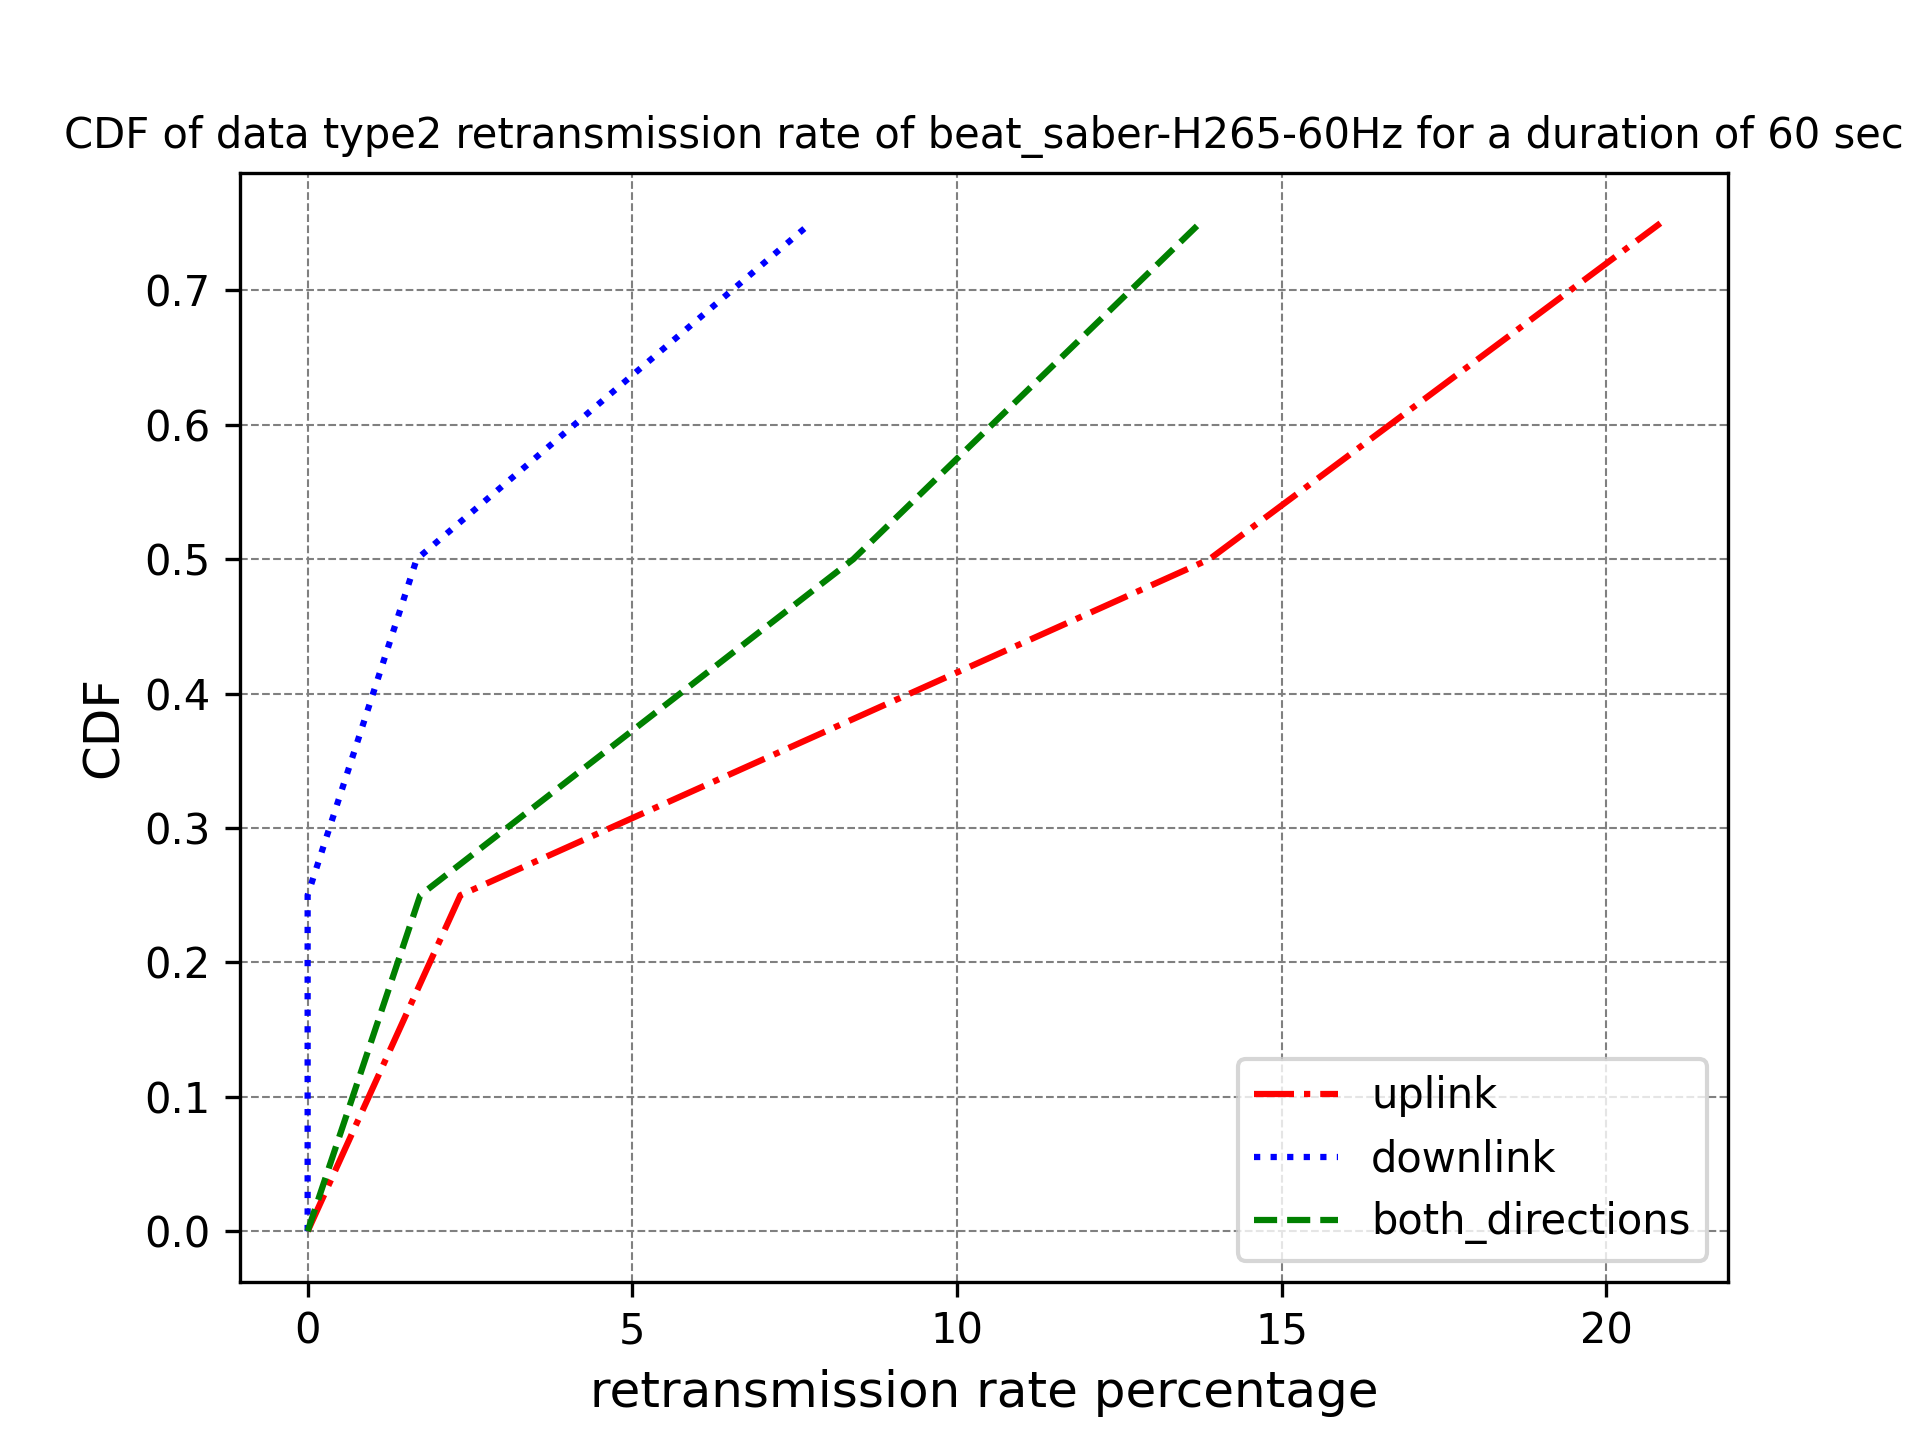 CDF of data type2 retransmission rate of beat_saber-H265-60Hz for a duration of 60 sec
CDF
0.7
0.6
0.5
0.4
0.3
0.2
0.1
0.0
uplink
downlink
both_directions
0 5 10 15 20
retransmission rate percentage